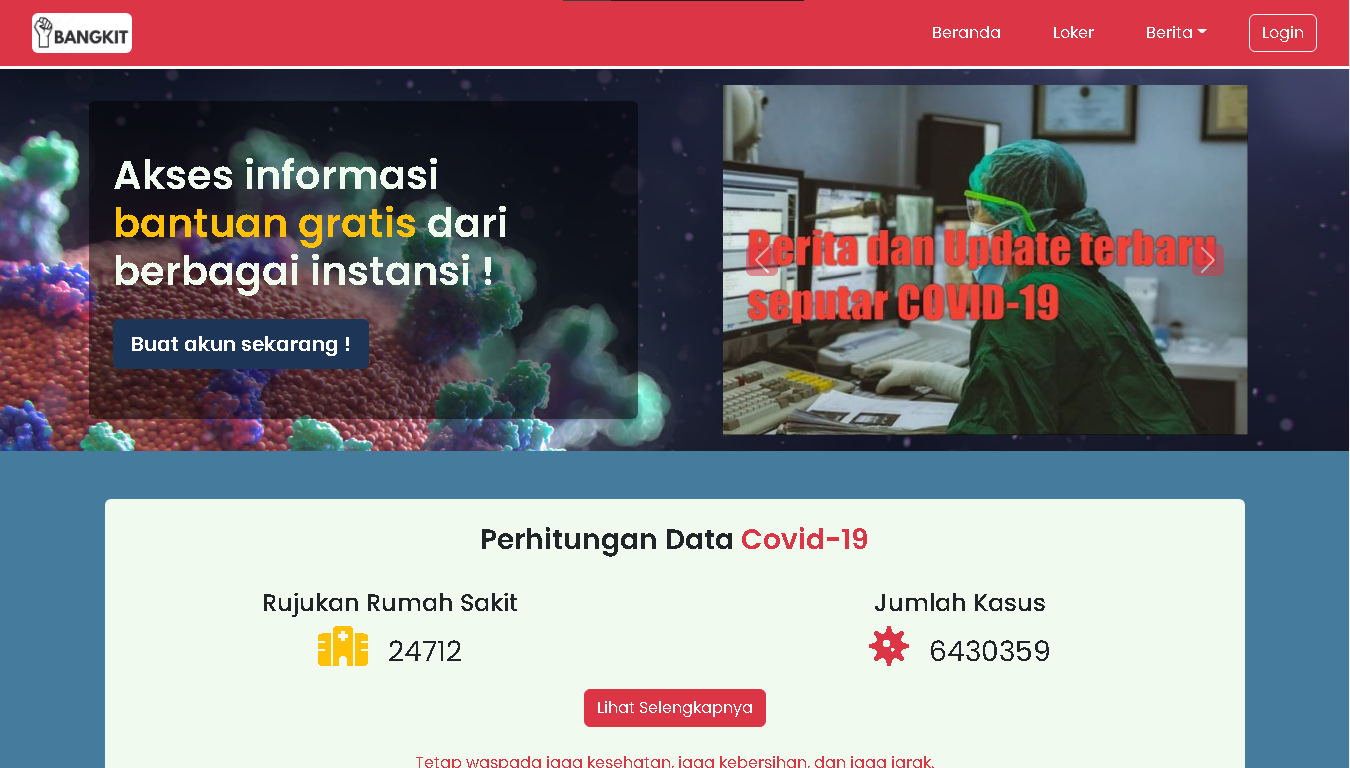 BANGKIT
Beranda
Loker
Berita
Login
Akses informasi
bantuan gratis dari
berbagai instansi !
Buat akun sekarang !
Berita dan Update terbaru
seputar COVID-19
Perhitungan Data Covid-19
Rujukan Rumah Sakit
24712
Jumlah Kasus
6430359
Lihat Selengkapnya
Tetap waspada jaga kesehatan, jaga kebersihan, dan jaga jarak.